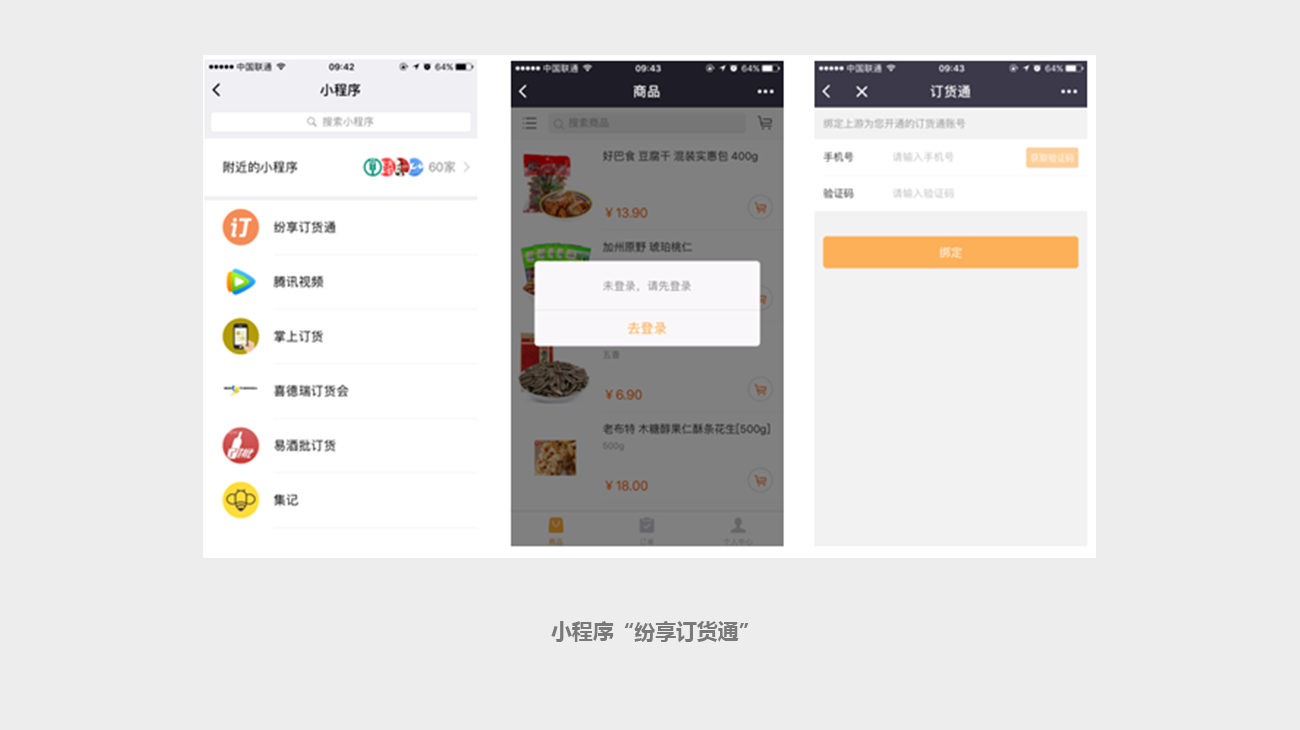 中国联通 09:42 64%
小程序
搜索小程序
附近的小程序 60家
订 纷享订货通
腾讯视频
掌上订货
喜德瑞订货会
易酒批订货
集记
中国联通 09:43 64%
商品
搜索商品
好巴食 豆腐干 混装实惠包 400g
¥ 13.90
加州原野 琥珀桃仁
未登录，请先登录
去登录
五香
¥ 6.90
老布特 木糖醇果仁酥条花生[500g]
500g
¥ 18.00
商品 订单 个人中心
中国联通 09:43 64%
订货通
绑定上游为您开通的订货通账号
手机号 请输入手机号 获取验证码
验证码 请输入验证码
绑定
小程序“纷享订货通”